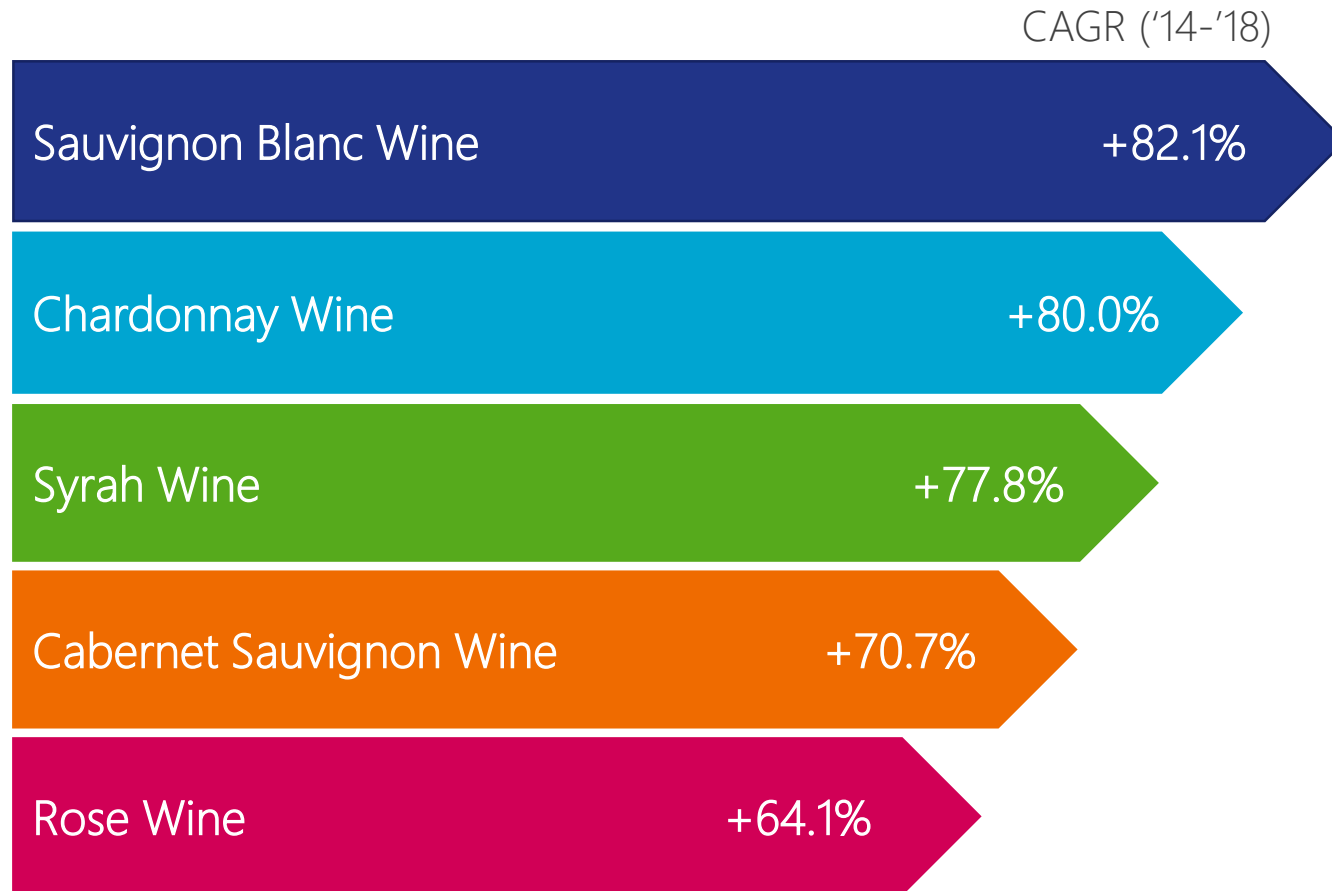 CAGR (‘14-’18)
Sauvignon Blanc Wine +82.1%
Chardonnay Wine +80.0%
Syrah Wine +77.8%
Cabernet Sauvignon Wine +70.7%
Rose Wine +64.1%